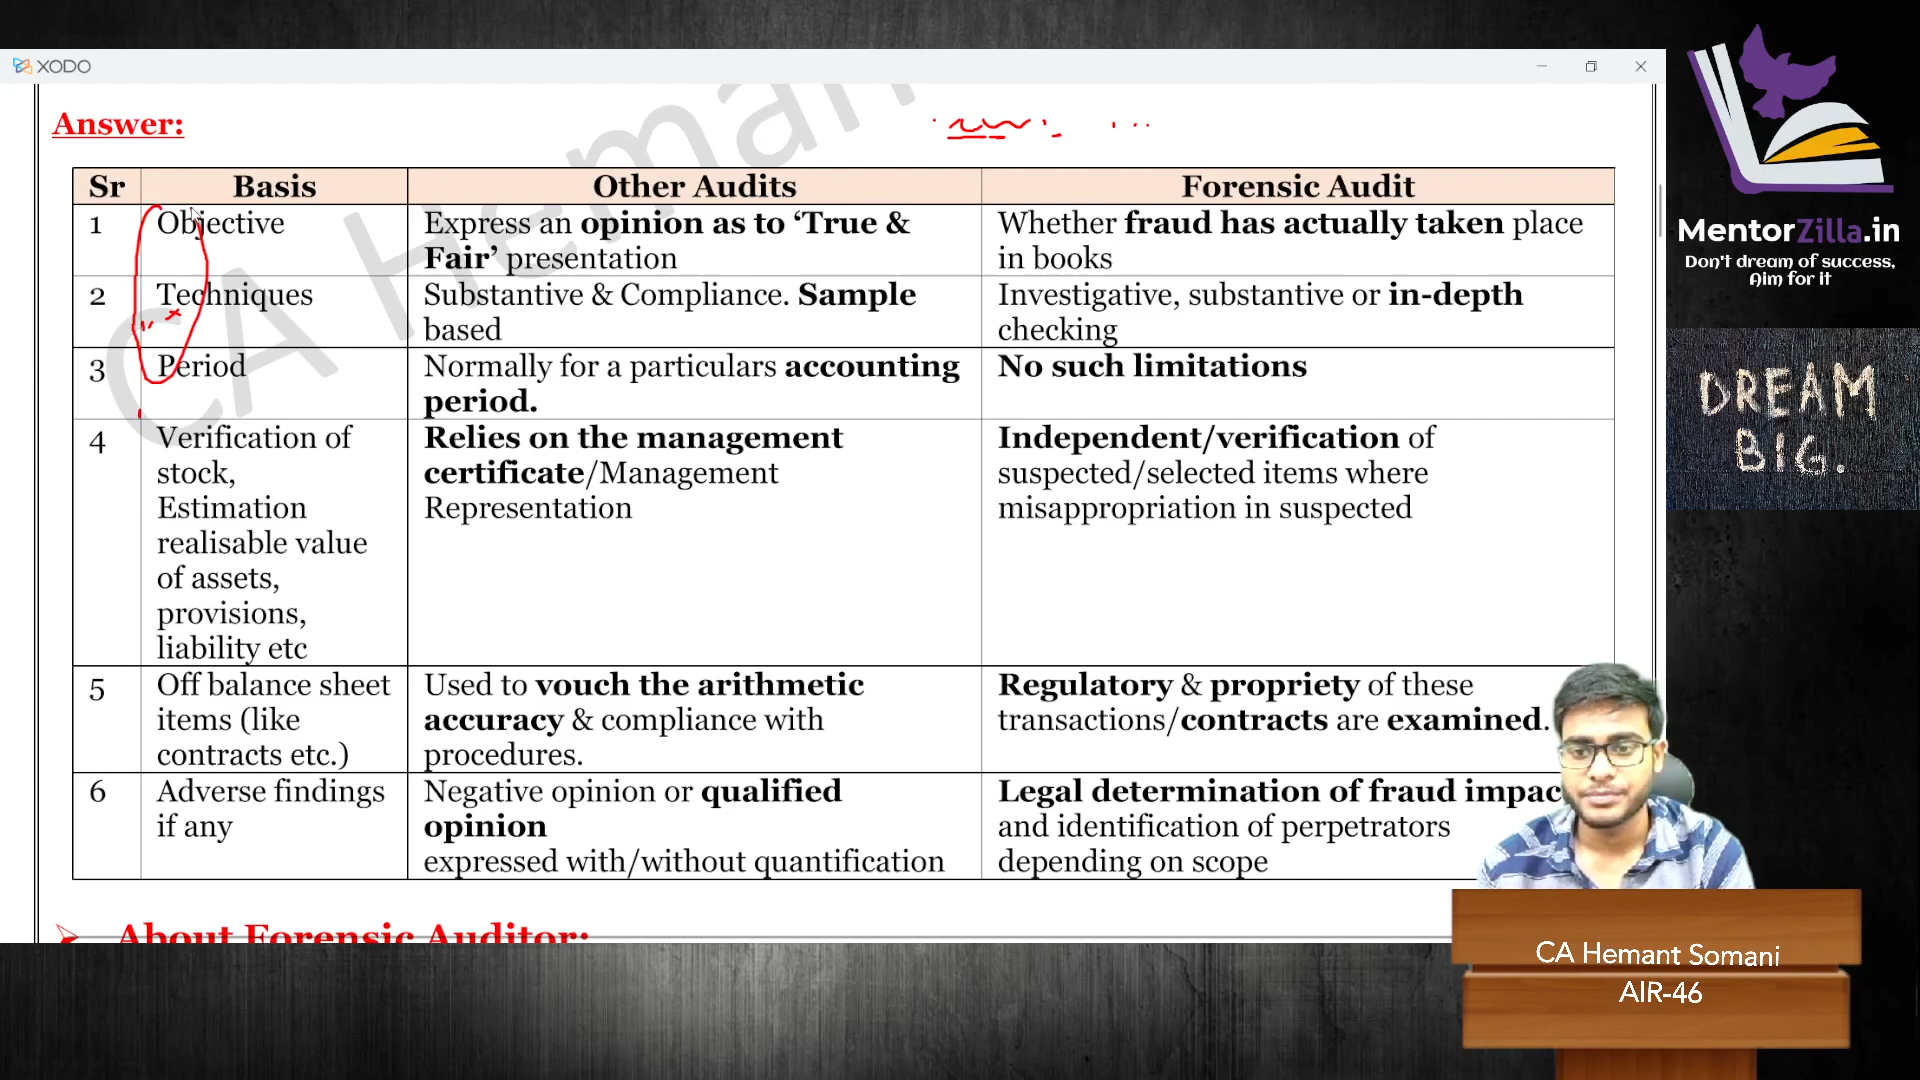 XODO
Answer:
Sr Basis Other Audits Forensic Audit
1 Objective Express an opinion as to ‘True & Fair’ presentation Whether fraud has actually taken place in books
2 Techniques Substantive & Compliance. Sample based Investigative, substantive or in-depth checking
3 Period Normally for a particulars accounting period. No such limitations
4 Verification of stock, Estimation realisable value of assets, provisions, liability etc Relies on the management certificate/Management Representation Independent/verification of suspected/selected items where misappropriation in suspected
5 Off balance sheet items (like contracts etc.) Used to vouch the arithmetic accuracy & compliance with procedures. Regulatory & propriety of these transactions/contracts are examined.
6 Adverse findings if any Negative opinion or qualified opinion expressed with/without quantification Legal determination of fraud impac and identification of perpetrators depending on scope
About Forensic Auditor:
CA Heman
MentorZilla.in
Don't dream of success,
Aim for it
DREAM
BIG.
CA Hemant Somani
AIR-46